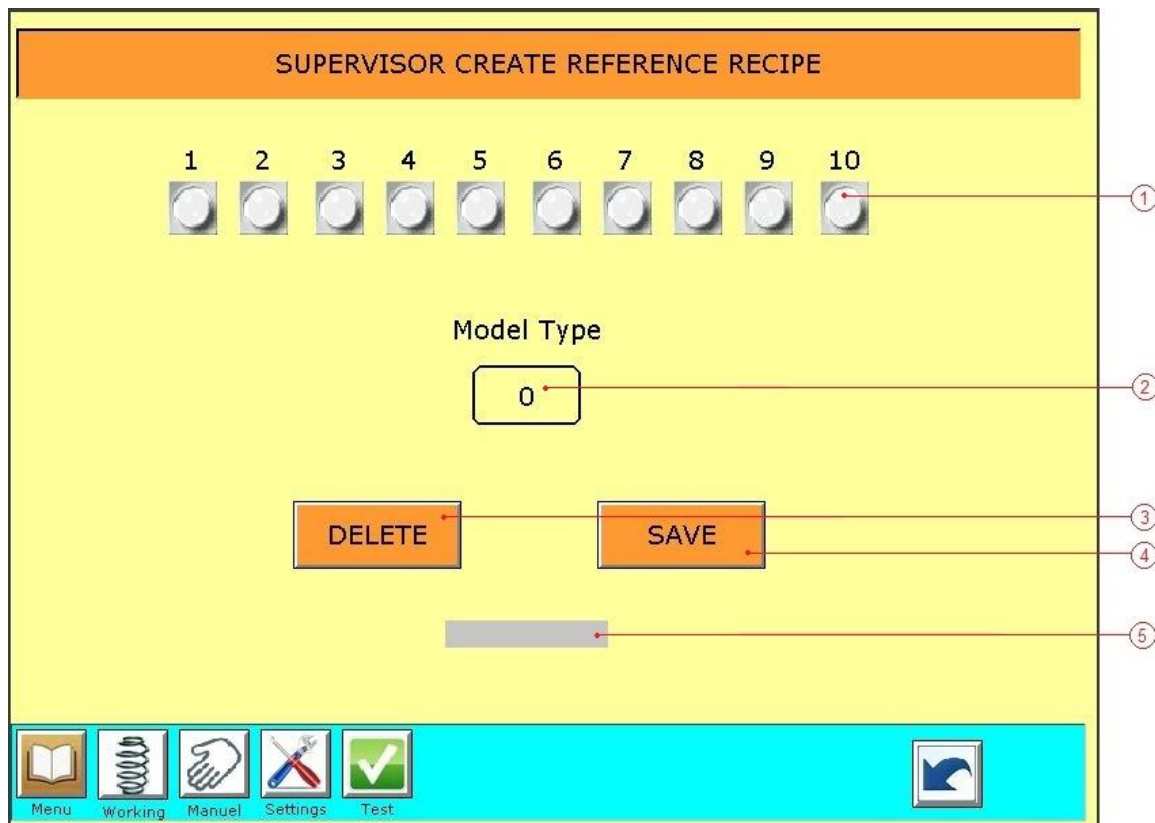 SUPERVISOR CREATE REFERENCE RECIPE
1 2 3 4 5 6 7 8 9 10
1
Model Type
0
2
DELETE SAVE
3
4
5
Menu Working Manuel Settings Test